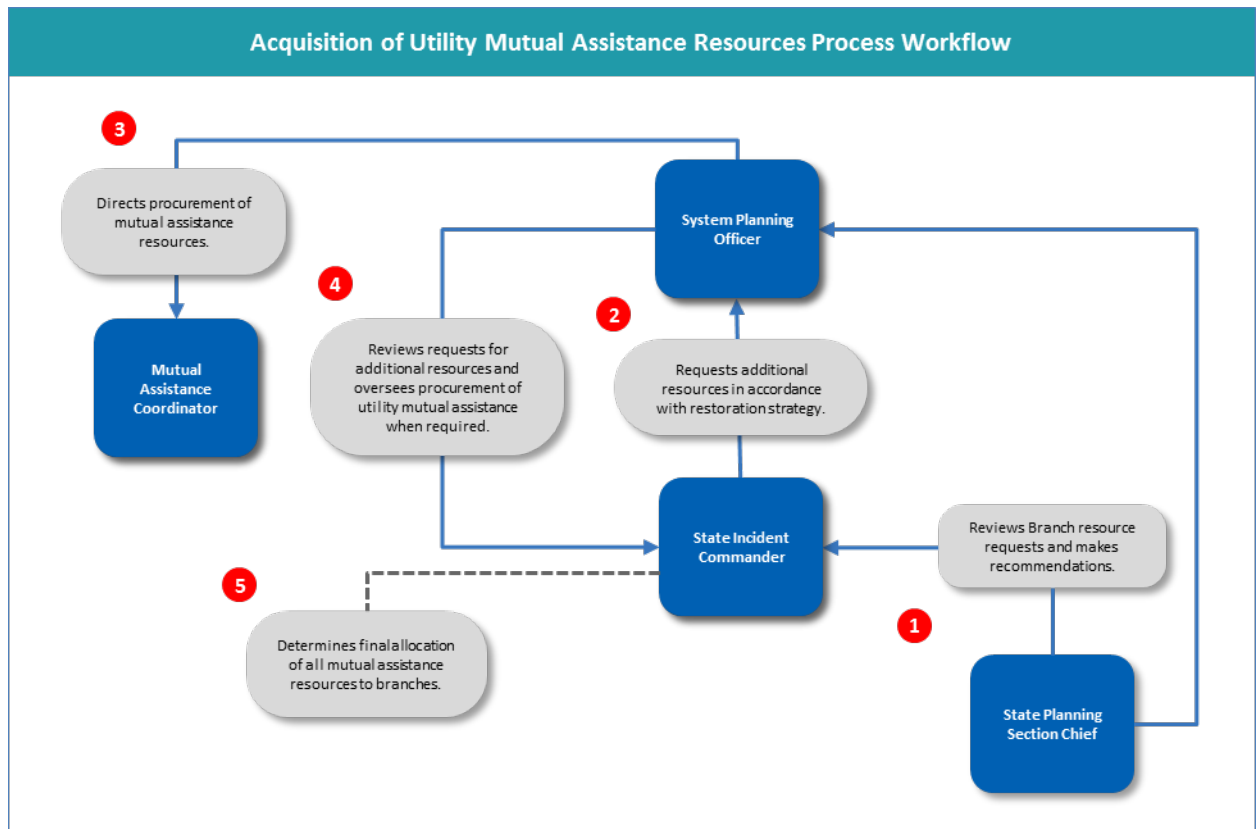 Acquisition of Utility Mutual Assistance Resources Process Workflow
3
Directs procurement of
mutual assistance
resources.
System Planning
Officer
4
2
Mutual
Assistance
Coordinator
Reviews requests for
additional resources and
oversees procurement of
utility mutual assistance
when required.
Requests additional
resources in accordance
with restoration strategy.
State Incident
Commander
Reviews Branch resource
requests and makes
recommendations.
5
Determines final allocation
of all mutual assistance
resources to branches.
1
State Planning
Section Chief